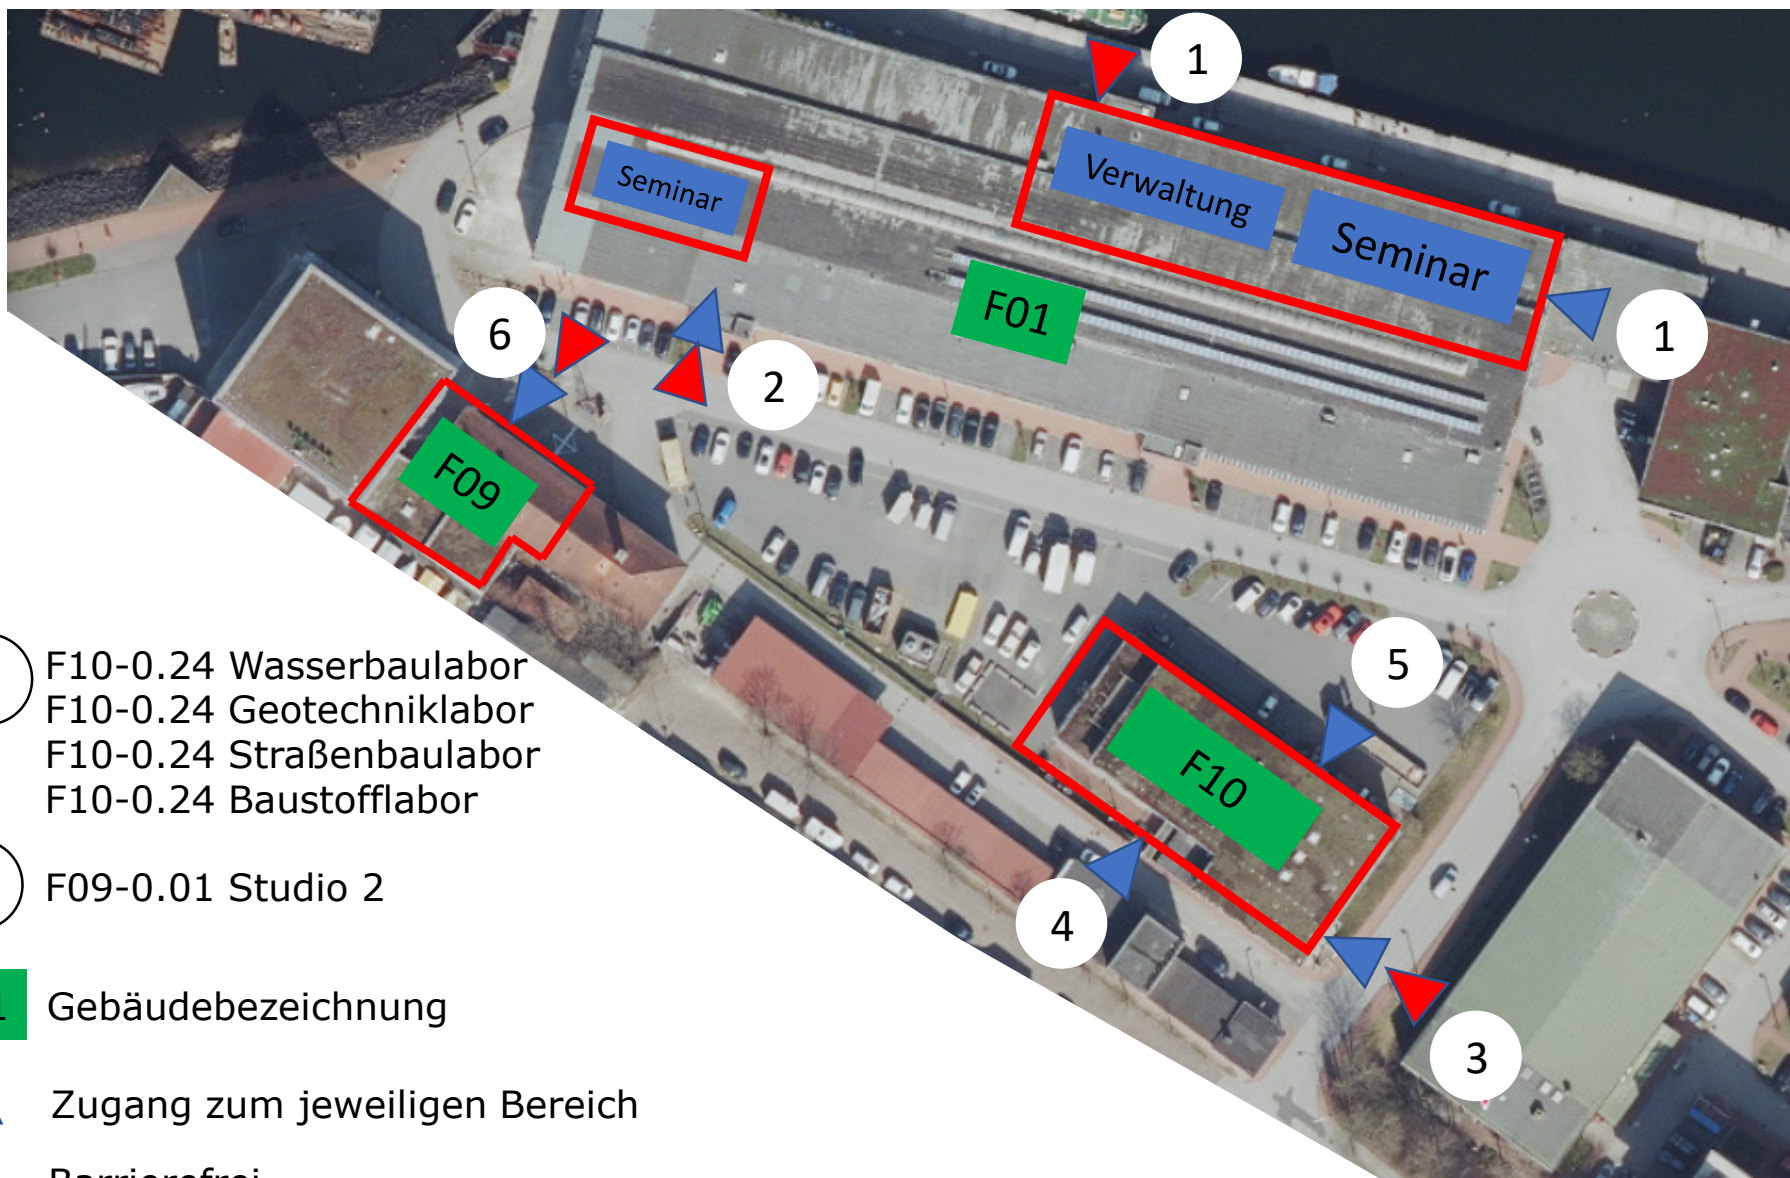 1
Verwaltung
Seminar
Seminar
F01
1
6
2
F09
5
F10
4
3
F10-0.24 Wasserbaulabor
F10-0.24 Geotechniklabor
F10-0.24 Straßenbaulabor
F10-0.24 Baustofflabor
F09-0.01 Studio 2
1 Gebäudebezeichnung
Zugang zum jeweiligen Bereich
Barrierefrei